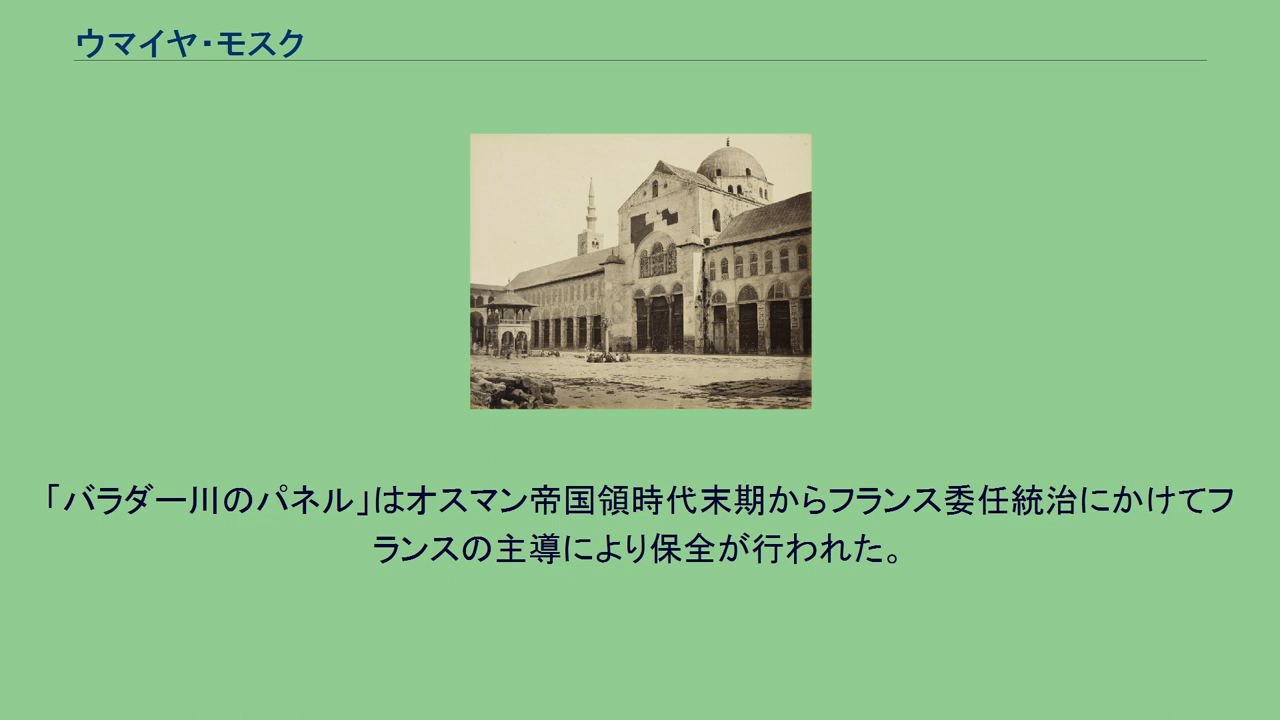 ウマイヤ・モスク
「バラダー川のパネル」はオスマン帝国領時代末期からフランス委任統治にかけてフ
ランスの主導により保全が行われた。